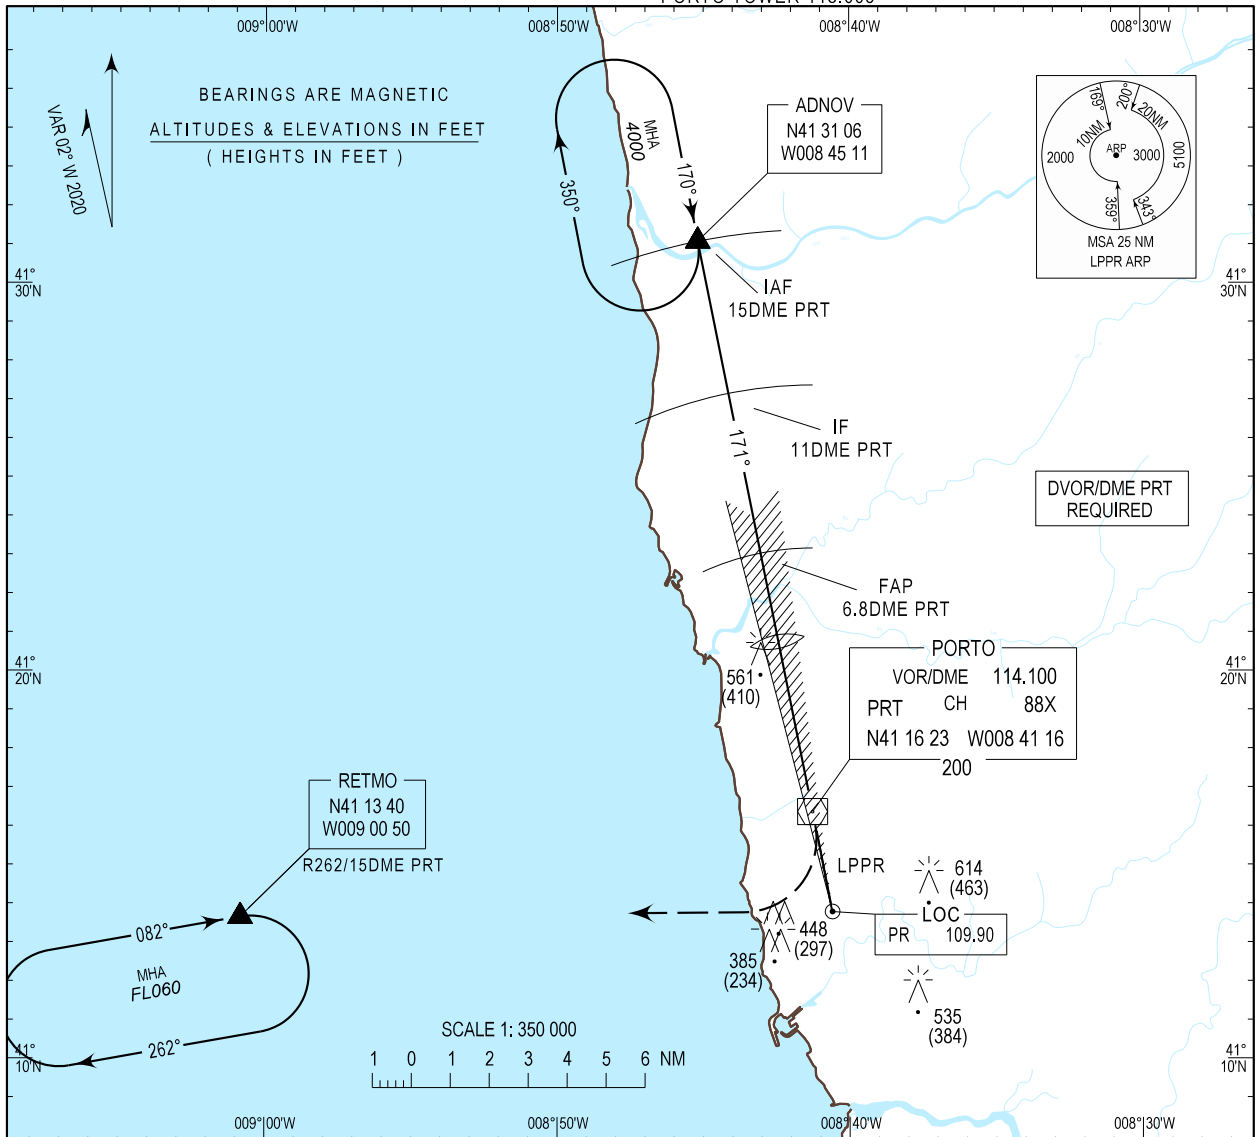 009°00'W
008°50'W
008°40'W
008°30'W
BEARINGS ARE MAGNETIC
ALTITUDES & ELEVATIONS IN FEET
( HEIGHTS IN FEET )
VAR 02° W 2020
MHA
4000
170°
350°
ADNOV
N41 31 06
W008 45 11
169°
200°
20NM
10NM
ARP
2000
3000
5100
359°
343°
MSA 25 NM
LPPR ARP
41°
30'N
41°
30'N
IAF
15DME PRT
IF
11DME PRT
171°
DVOR/DME PRT
REQUIRED
FAP
6.8DME PRT
41°
20'N
41°
20'N
561
(410)
PORTO
VOR/DME 114.100
PRT CH 88X
N41 16 23 W008 41 16
200
RETMO
N41 13 40
W009 00 50
R262/15DME PRT
LPPR
614
(463)
LOC
PR 109.90
448
(297)
385
(234)
535
(384)
082°
MHA
FL060
262°
SCALE 1: 350 000
1 0 1 2 3 4 5 6 NM
41°
10'N
41°
10'N
009°00'W
008°50'W
008°40'W
008°30'W